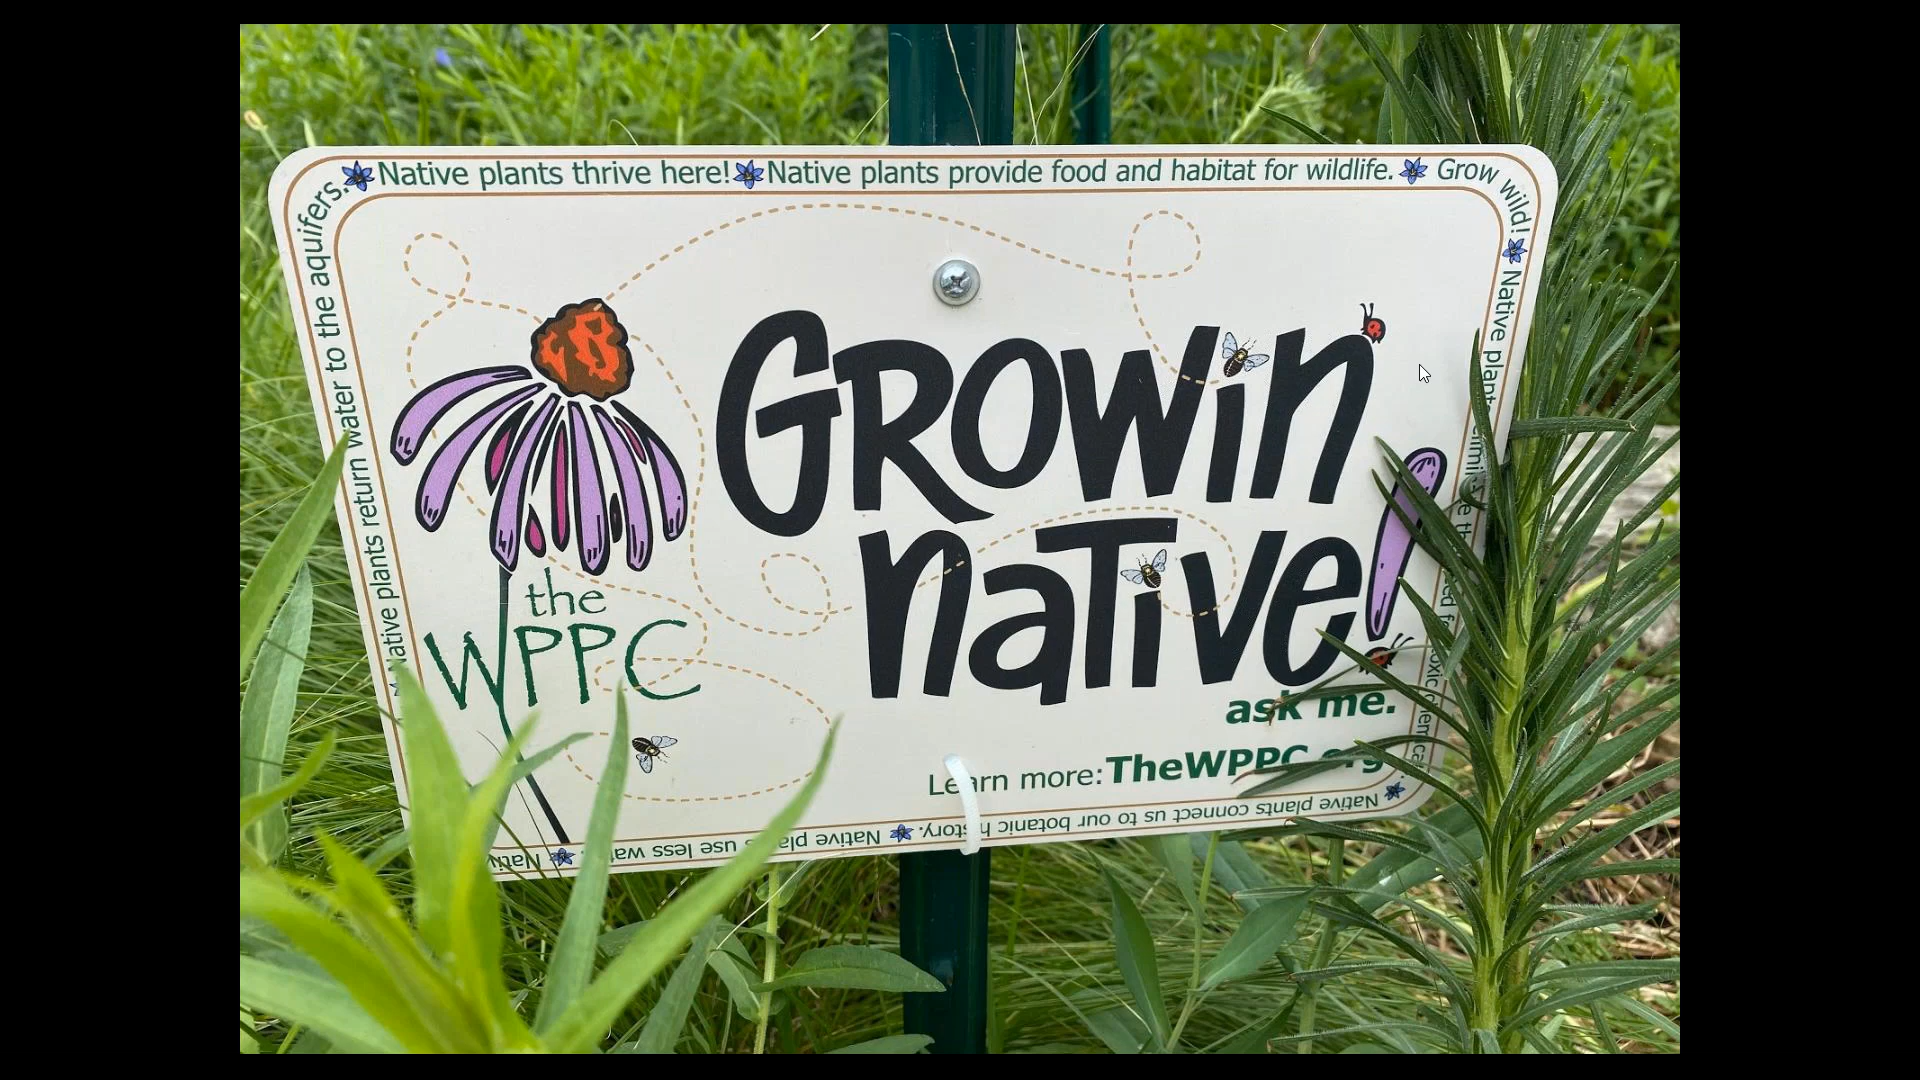 Native plants thrive here! Native plants provide food and habitat for wildlife. Grow wild!
Native plants
Native plants connect us to our botanic history.
Native plants use less
Native plants return water to the aquifers.
Growin
native!
the
WPPC
ask me.
Learn more: TheWPPC.org